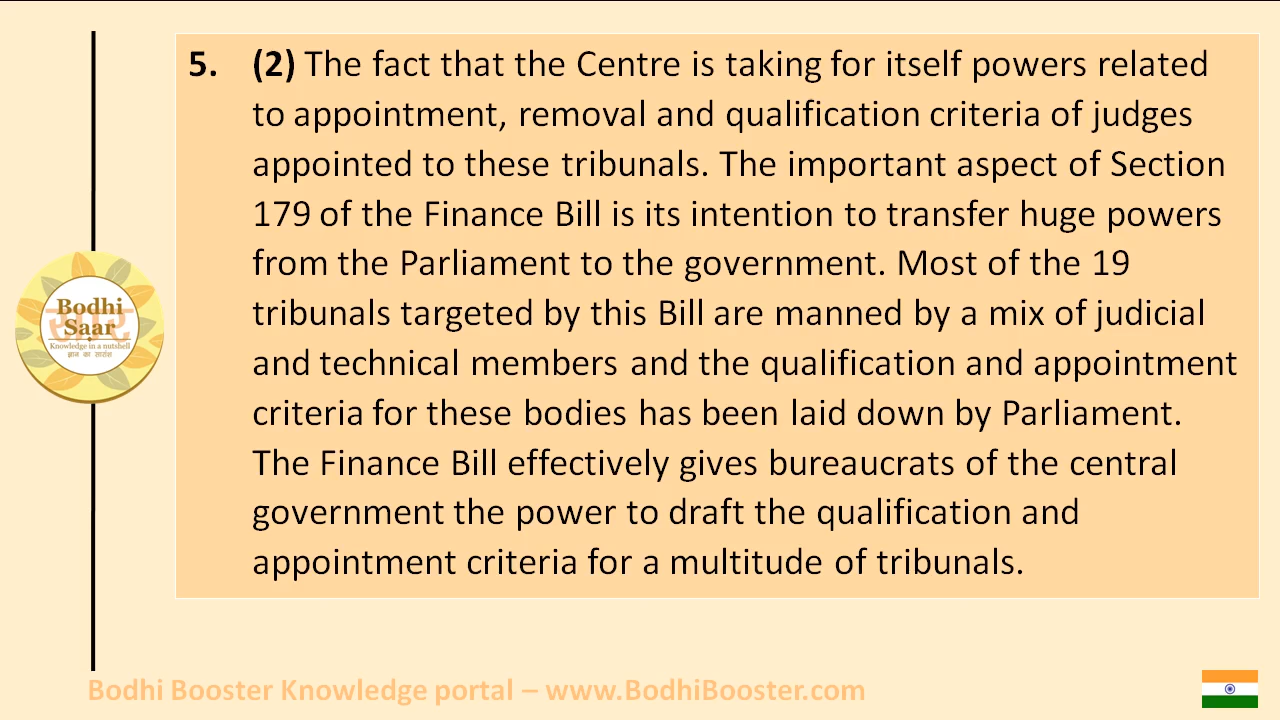 5. (2) The fact that the Centre is taking for itself powers related
to appointment, removal and qualification criteria of judges
appointed to these tribunals. The important aspect of Section
179 of the Finance Bill is its intention to transfer huge powers
from the Parliament to the government. Most of the 19
tribunals targeted by this Bill are manned by a mix of judicial
and technical members and the qualification and appointment
criteria for these bodies has been laid down by Parliament.
The Finance Bill effectively gives bureaucrats of the central
government the power to draft the qualification and
appointment criteria for a multitude of tribunals.
Bodhi
Saar
Knowledge in a nutshell
ज्ञान का सारांश
Bodhi Booster Knowledge portal – www.BodhiBooster.com